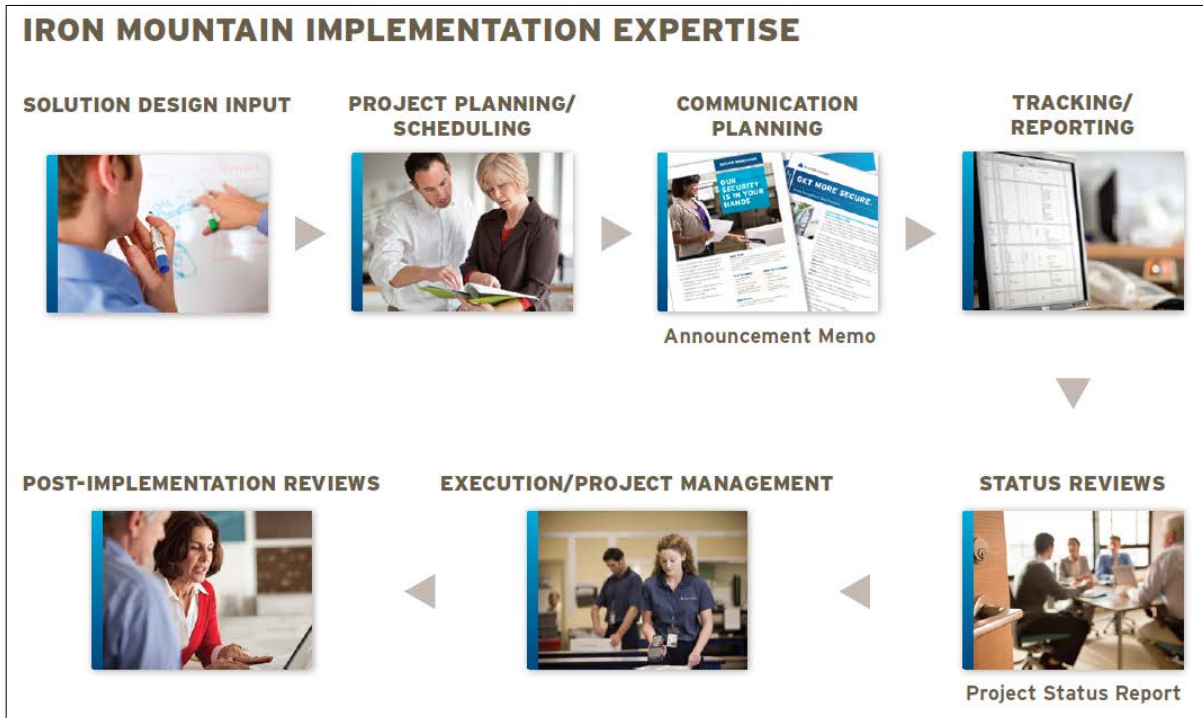 IRON MOUNTAIN IMPLEMENTATION EXPERTISE
SOLUTION DESIGN INPUT
PROJECT PLANNING/
SCHEDULING
COMMUNICATION
PLANNING
OUR
SECURITY
IS IN YOUR
HANDS
GET MORE SECURE.
Announcement Memo
TRACKING/
REPORTING
STATUS REVIEWS
Project Status Report
EXECUTION/PROJECT MANAGEMENT
POST-IMPLEMENTATION REVIEWS